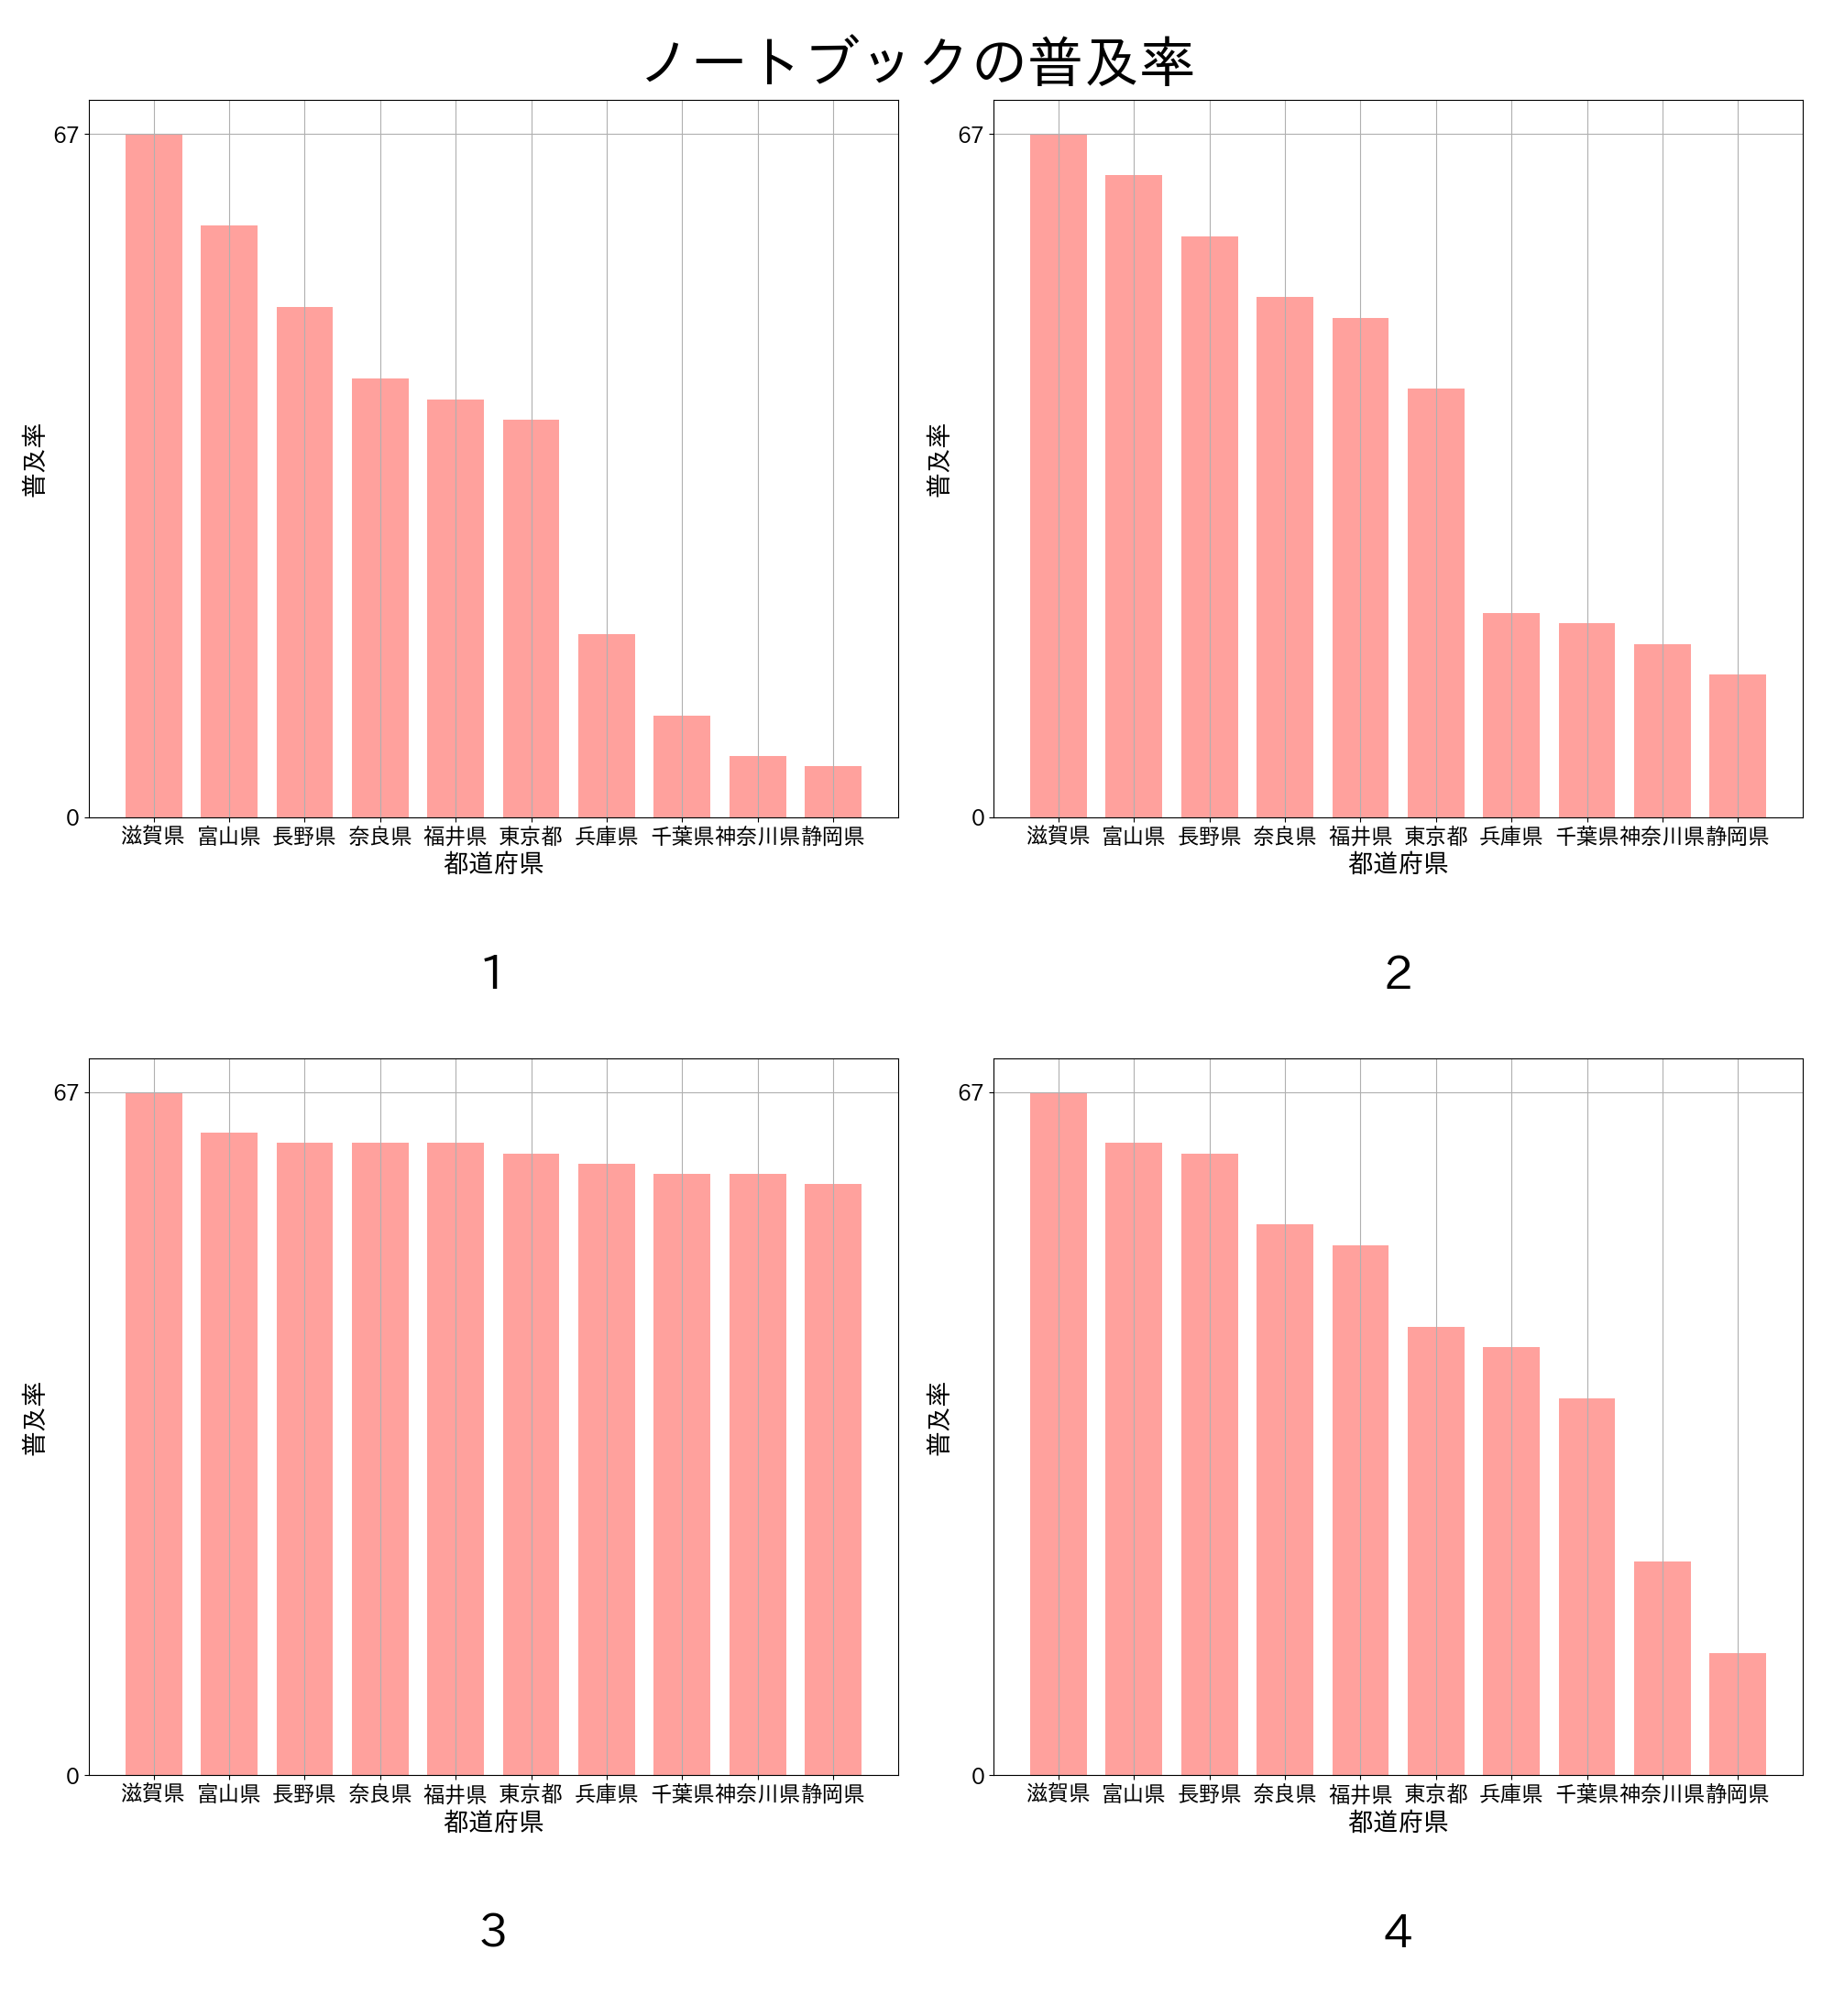 ノートブックの普及率
67
0
普及率
滋賀県 富山県 長野県 奈良県 福井県 東京都 兵庫県 千葉県 神奈川県 静岡県
都道府県
1
67
0
普及率
滋賀県 富山県 長野県 奈良県 福井県 東京都 兵庫県 千葉県 神奈川県 静岡県
都道府県
2
67
0
普及率
滋賀県 富山県 長野県 奈良県 福井県 東京都 兵庫県 千葉県 神奈川県 静岡県
都道府県
3
67
0
普及率
滋賀県 富山県 長野県 奈良県 福井県 東京都 兵庫県 千葉県 神奈川県 静岡県
都道府県
4